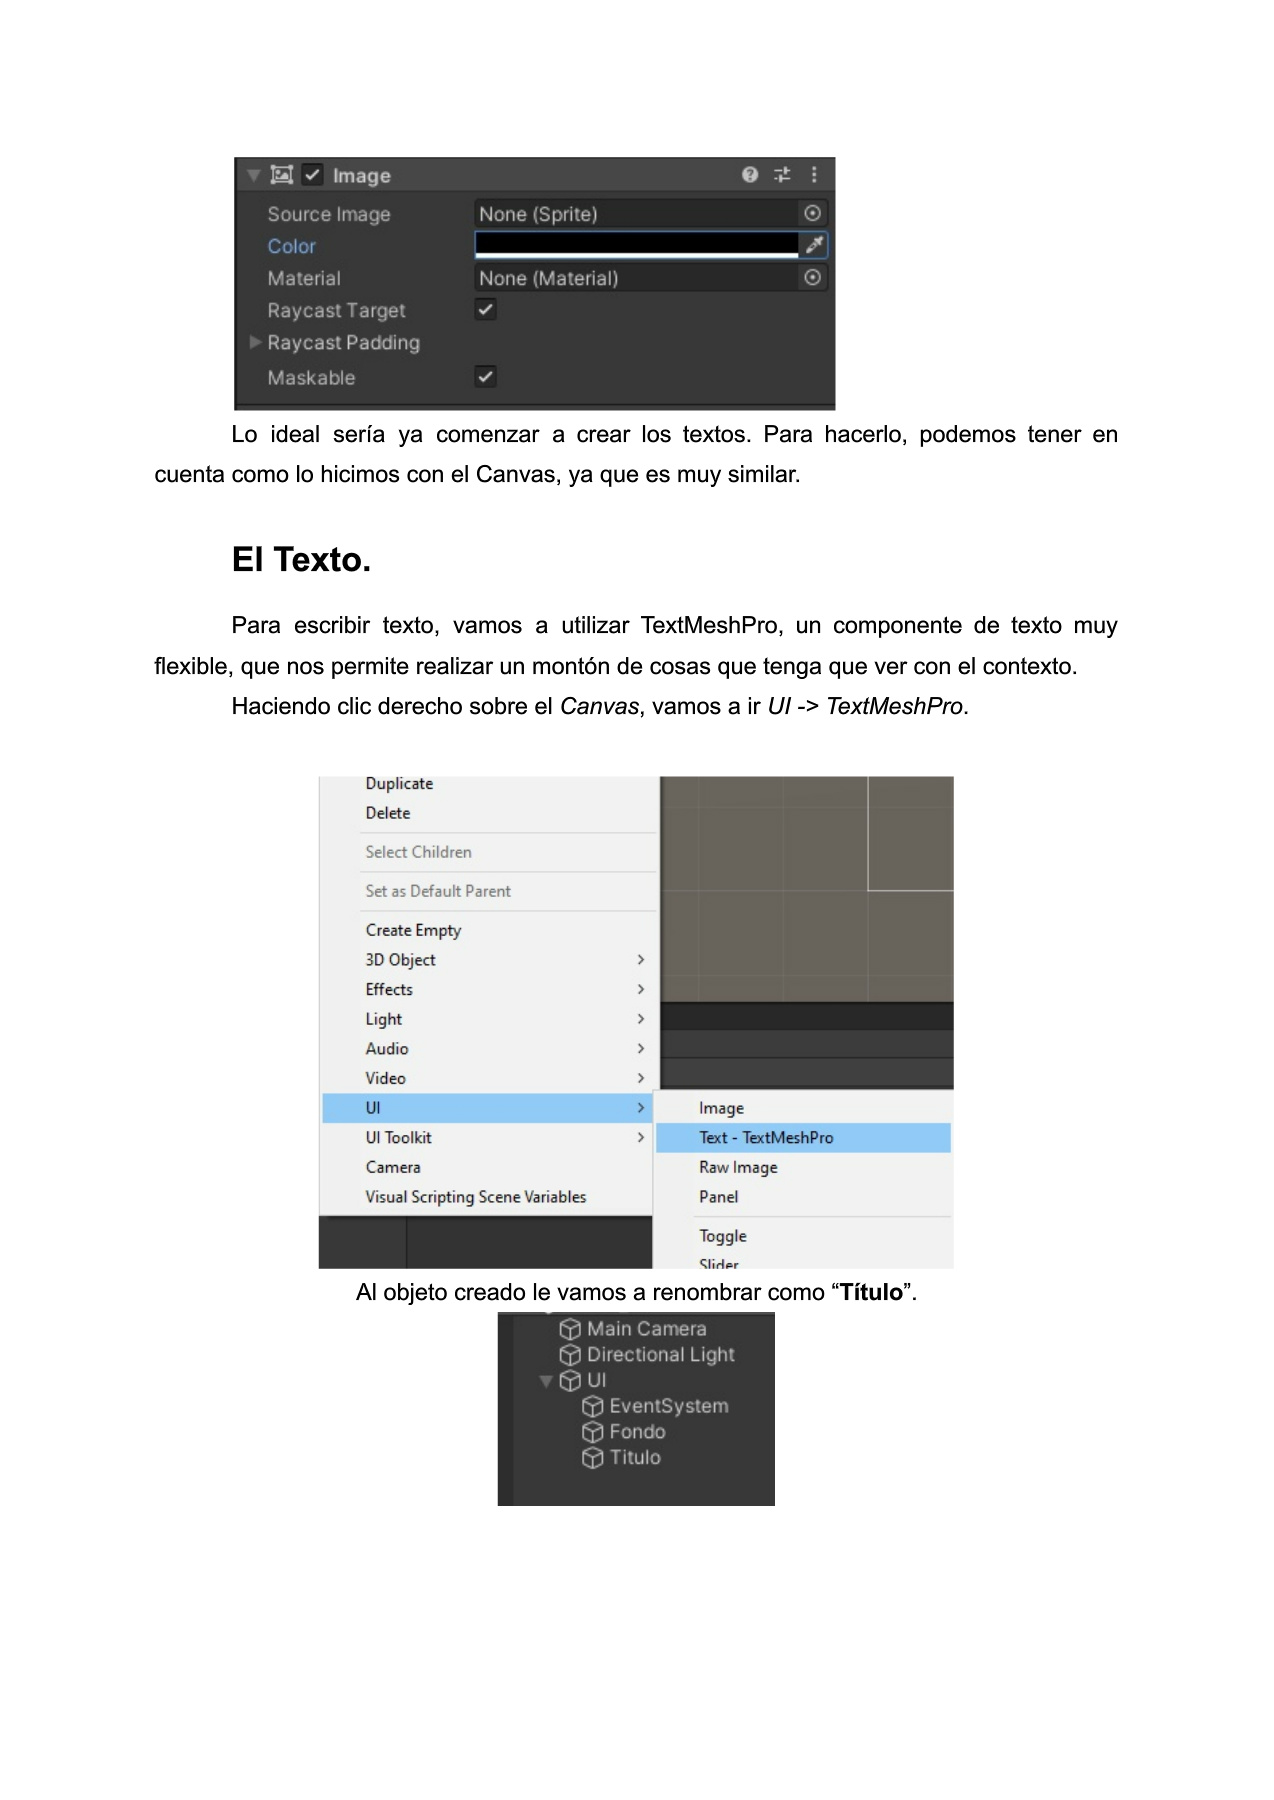 Image
Source Image None (Sprite)
Color
Material None (Material)
Raycast Target
Raycast Padding
Maskable
Lo ideal sería ya comenzar a crear los textos. Para hacerlo, podemos tener en
cuenta como lo hicimos con el Canvas, ya que es muy similar.
El Texto.
Para escribir texto, vamos a utilizar TextMeshPro, un componente de texto muy
flexible, que nos permite realizar un montón de cosas que tenga que ver con el contexto.
Haciendo clic derecho sobre el Canvas, vamos a ir UI -> TextMeshPro.
Duplicate
Delete
Select Children
Set as Default Parent
Create Empty
3D Object
Effects
Light
Audio
Video
UI
UI Toolkit
Camera
Visual Scripting Scene Variables
Image
Text - TextMeshPro
Raw Image
Panel
Toggle
Slider
Al objeto creado le vamos a renombrar como “Título”.
Main Camera
Directional Light
UI
EventSystem
Fondo
Titulo